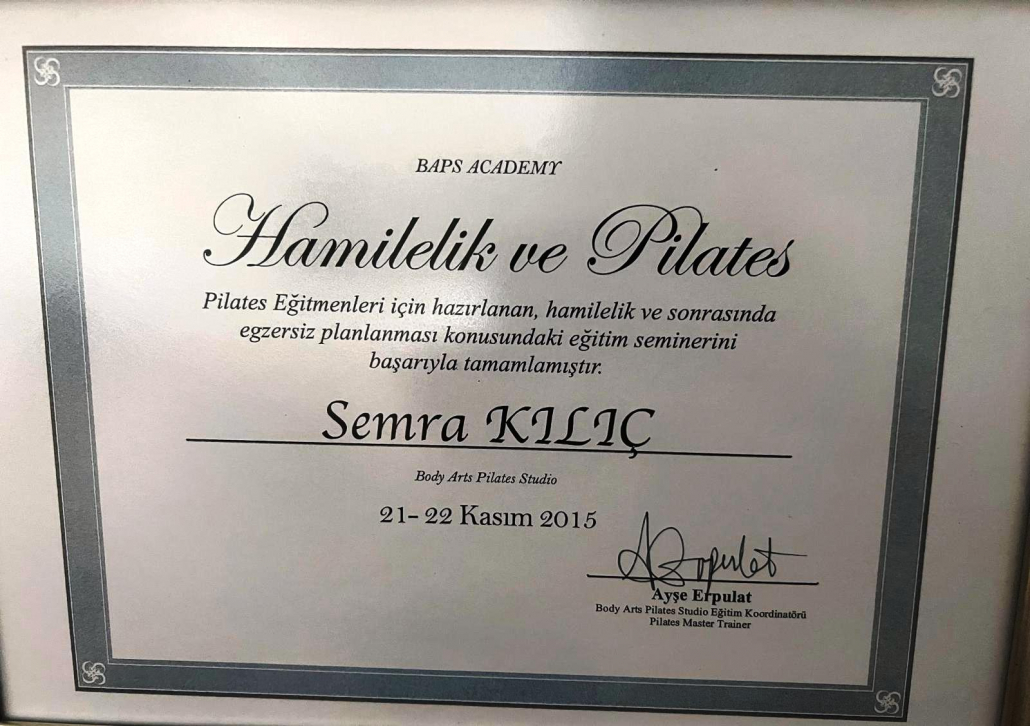 BAPS ACADEMY
Hamilelik ve Pilates
Pilates Eğitmenleri için hazırlanan, hamilelik ve sonrasında
egzersiz planlanması konusundaki eğitim seminerini
başarıyla tamamlamıştır.
Semra KILIÇ
Body Arts Pilates Studio
21- 22 Kasım 2015
Ayşe Erpulat
Body Arts Pilates Studio Eğitim Koordinatörü
Pilates Master Trainer